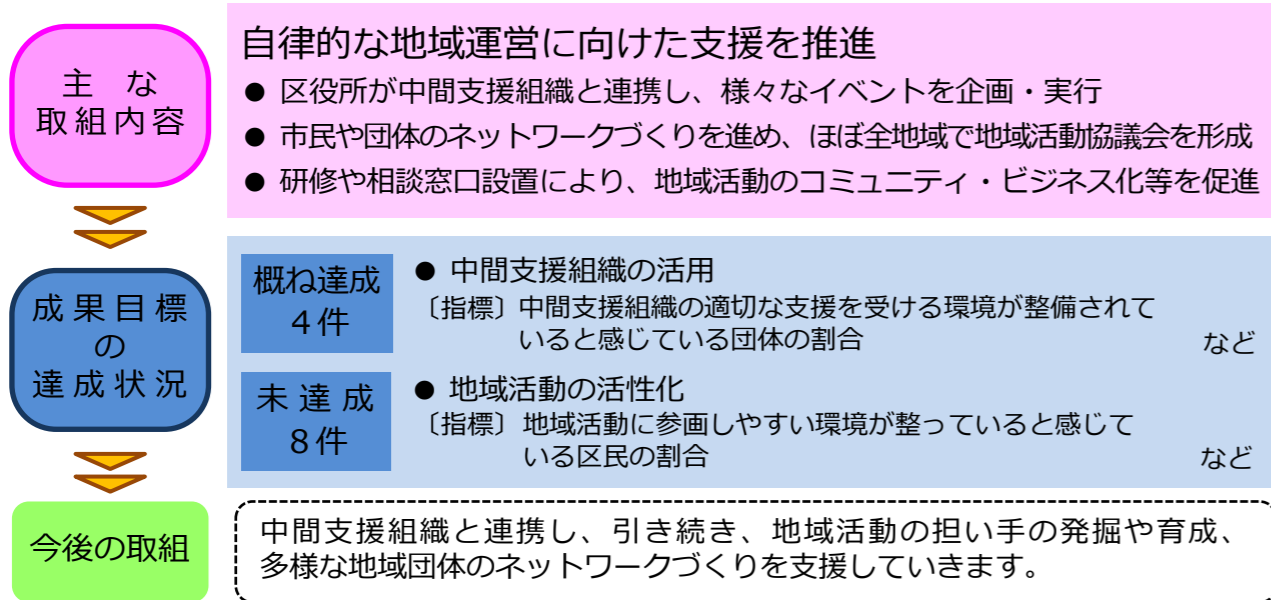 主な
取組内容
自律的な地域運営に向けた支援を推進
● 区役所が中間支援組織と連携し、様々なイベントを企画・実行
● 市民や団体のネットワークづくりを進め、ほぼ全地域で地域活動協議会を形成
● 研修や相談窓口設置により、地域活動のコミュニティ・ビジネス化等を促進
成果目標
の
達成状況
概ね達成
4件
● 中間支援組織の活用
〔指標〕中間支援組織の適切な支援を受ける環境が整備されて
いると感じている団体の割合
など
未達成
8件
● 地域活動の活性化
〔指標〕地域活動に参画しやすい環境が整っていると感じて
いる区民の割合
など
今後の取組
中間支援組織と連携し、引き続き、地域活動の担い手の発掘や育成、
多様な地域団体のネットワークづくりを支援していきます。